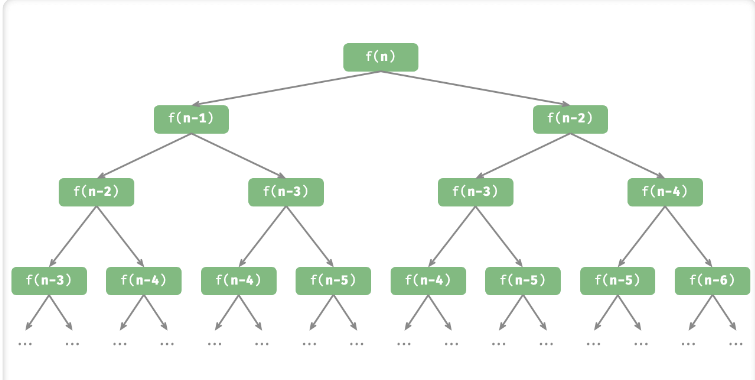 f(n)
f(n-1) f(n-2)
f(n-2) f(n-3) f(n-3) f(n-4)
f(n-3) f(n-4) f(n-4) f(n-5) f(n-4) f(n-5) f(n-5) f(n-6)
... ... ... ... ... ... ... ... ... ... ... ... ... ... ... ...